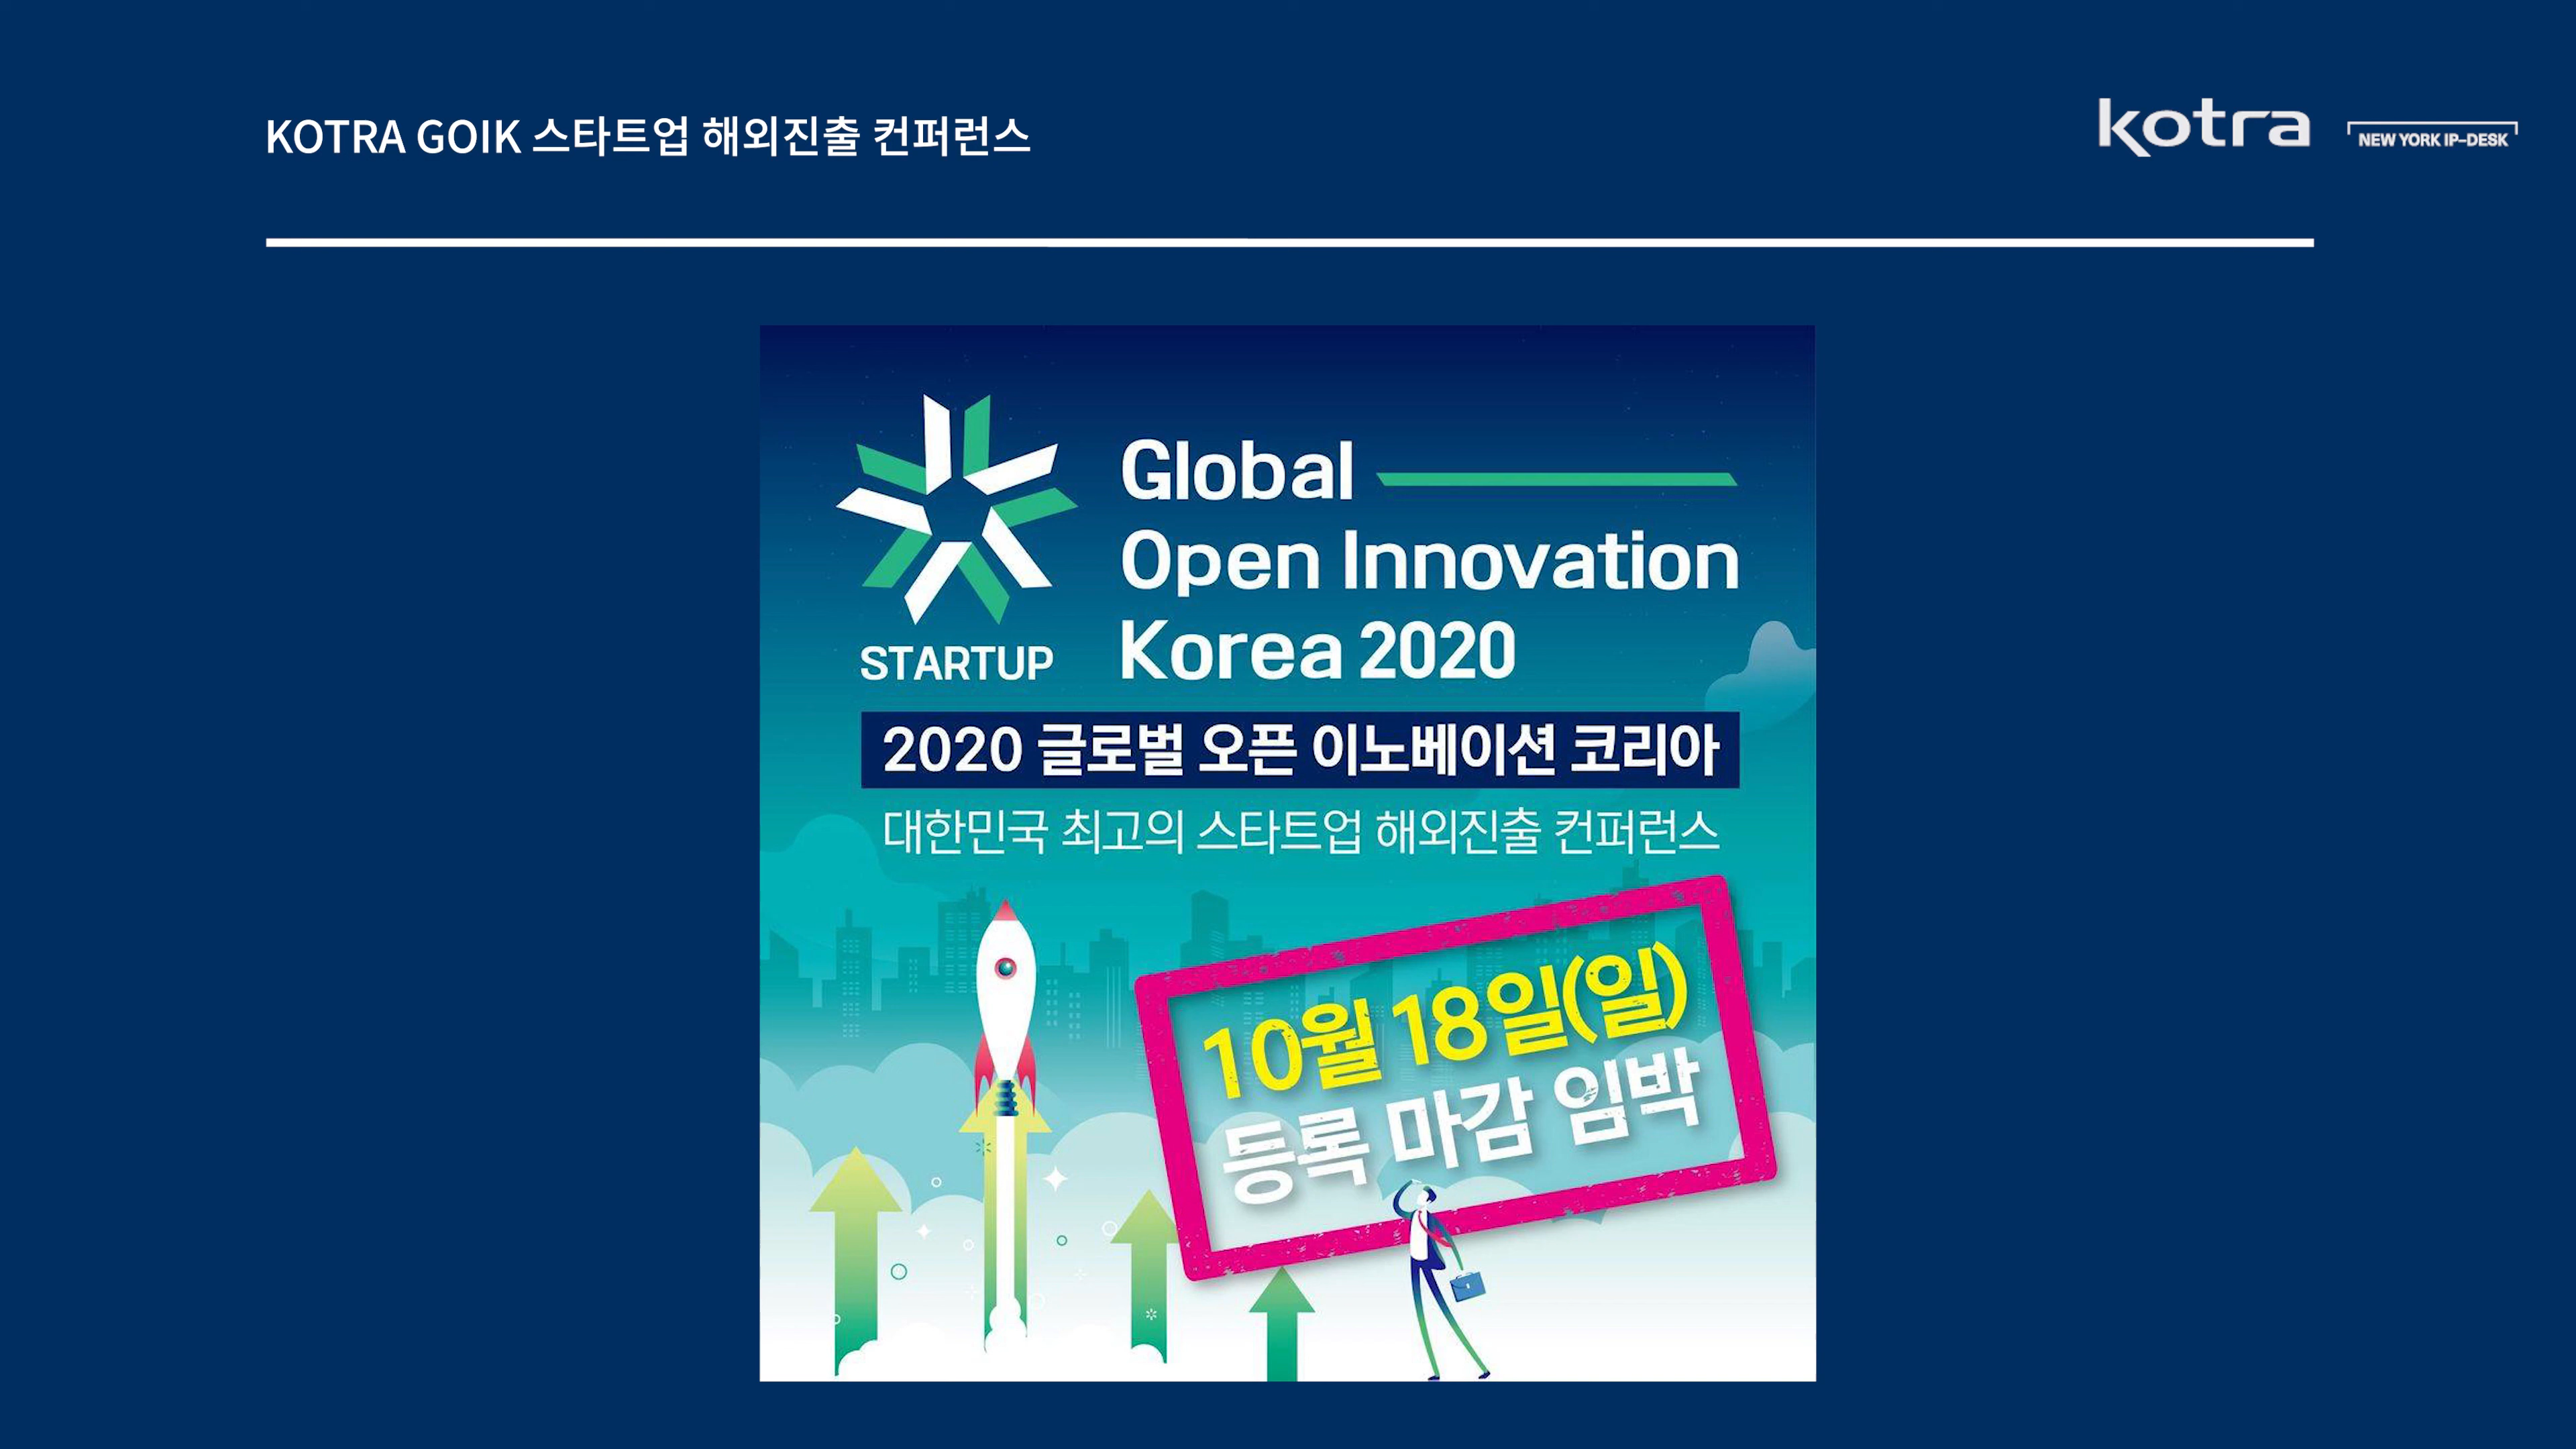 KOTRA GOIK 스타트업 해외진출 컨퍼런스
kotra
NEW YORK IP-DESK
Global
Open Innovation
Korea 2020
STARTUP
2020 글로벌 오픈 이노베이션 코리아
대한민국 최고의 스타트업 해외진출 컨퍼런스
10월 18일(일)
등록 마감 임박